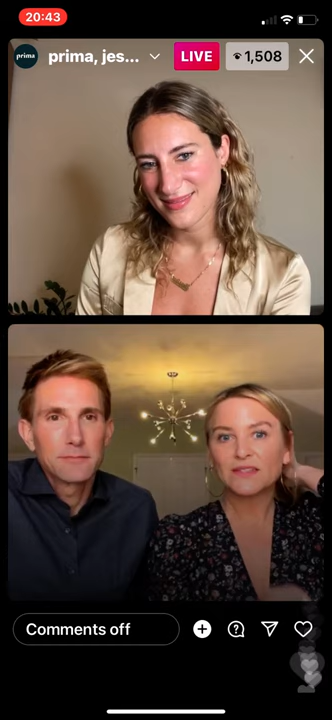 20:43
prima
prima, jes...
LIVE
1,508
Comments off